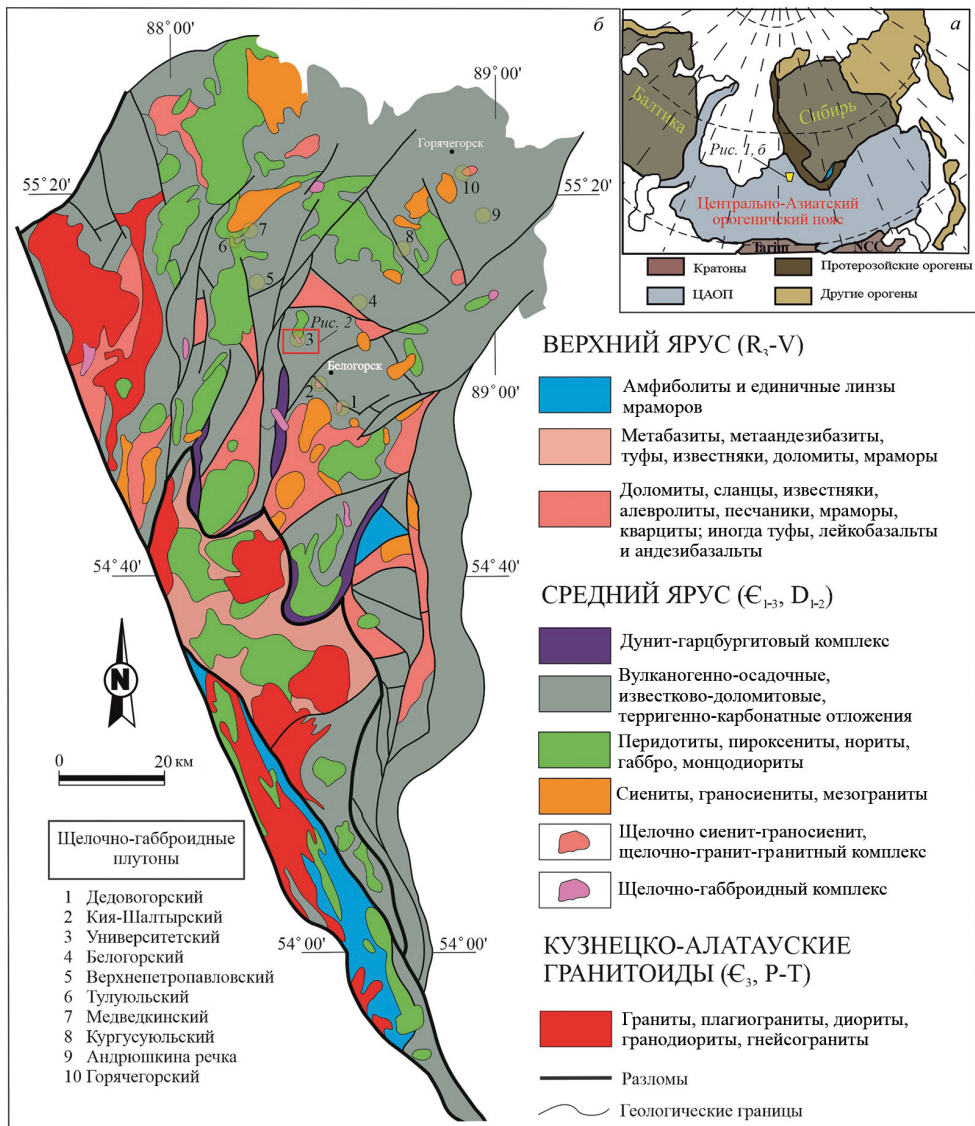 б
88°00'
89°00'
Горячегорск
10
55°20'
55°20'
9
7
6
8
5
4
Рис. 2
3
Белогорск
89°00'
2
1
54°40'
54°40'
N
0
20 км
54°00'
54°00'
Щелочно-габброидные
плутоны
1 Дедовогорский
2 Кия-Шалтырский
3 Университетский
4 Белогорский
5 Верхнепетропавловский
6 Тулуюльский
7 Медведкинский
8 Кургусуюльский
9 Андрюшкина речка
10 Горячегорский
а
Балтика
Сибирь
Рис. 1, б
Центрально-Азиатский
орогеничский пояс
Tarim
NCC
Кратоны
Протерозойские орогены
ЦАОП
Другие орогены
ВЕРХНИЙ ЯРУС (R₃-V)
Амфиболиты и единичные линзы
мраморов
Метабазиты, метаандезибазиты,
туфы, известняки, доломиты, мраморы
Доломиты, сланцы, известняки,
алевролиты, песчаники, мраморы,
кварциты; иногда туфы, лейкобазальты
и андезибазальты
СРЕДНИЙ ЯРУС (Є₁₋₃, D₁₋₂)
Дунит-гарцбургитовый комплекс
Вулканогенно-осадочные,
известково-доломитовые,
терригенно-карбонатные отложения
Перидотиты, пироксениты, нориты,
габбро, монцодиориты
Сиениты, граносиениты, мезограниты
Щелочно сиенит-граносиенит,
щелочно-гранит-гранитный комплекс
Щелочно-габброидный комплекс
КУЗНЕЦКО-АЛАТАУСКИЕ
ГРАНИТОИДЫ (Є₃, P-T)
Граниты, плагиограниты, диориты,
гранодиориты, гнейсограниты
Разломы
Геологические границы